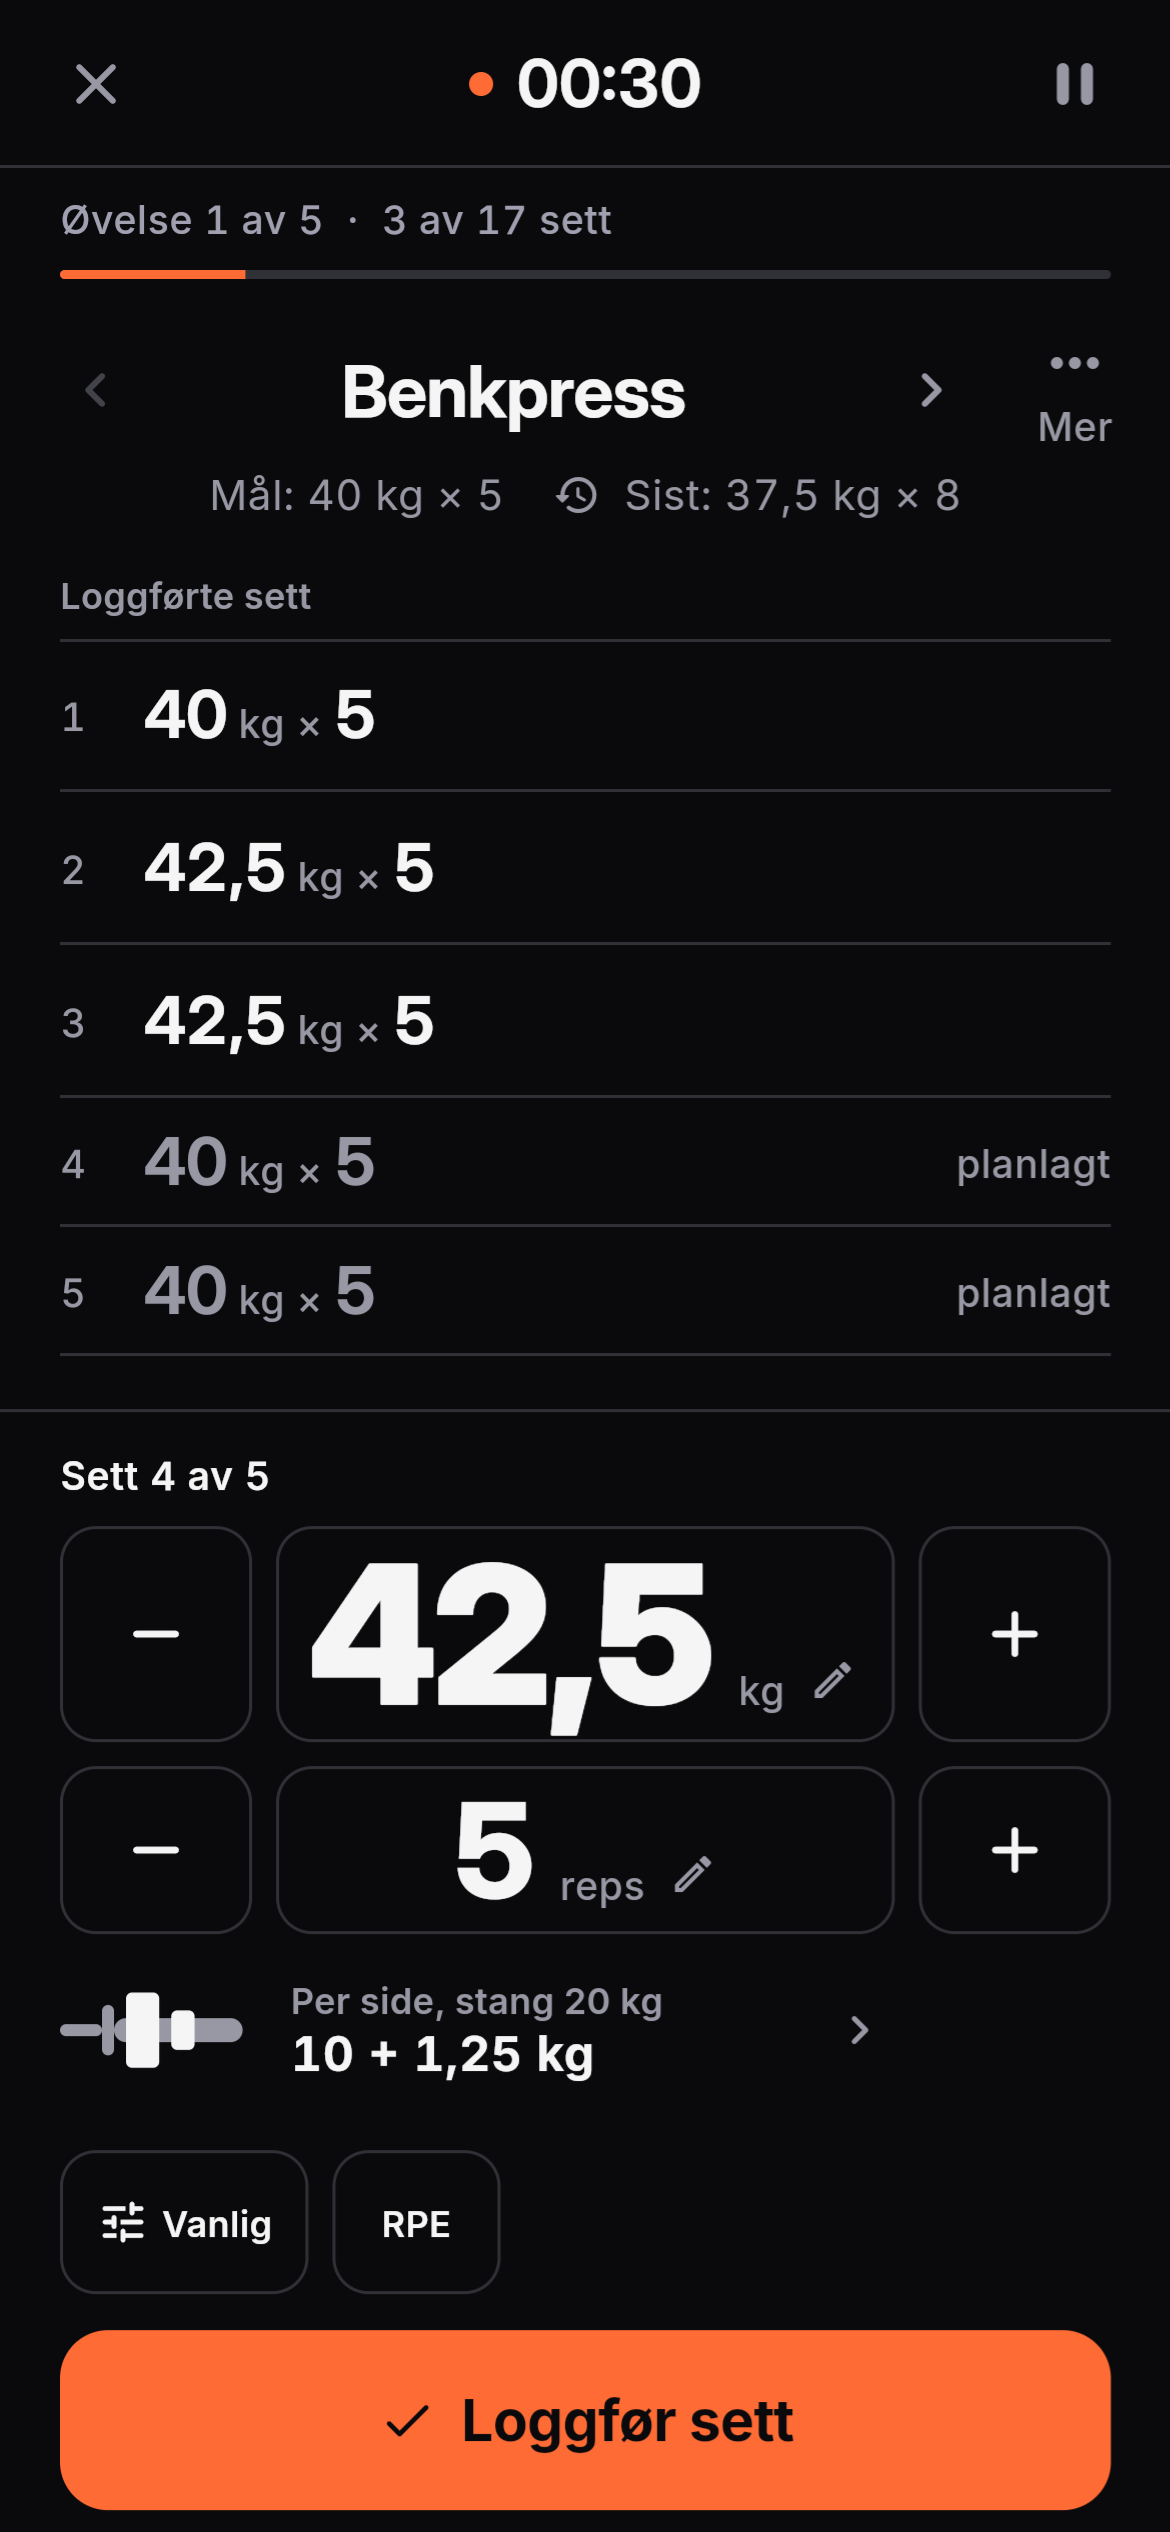 00:30
Øvelse 1 av 5 · 3 av 17 sett
Benkpress
Mer
Mål: 40 kg × 5 Sist: 37,5 kg × 8
Loggførte sett
1 40 kg × 5
2 42,5 kg × 5
3 42,5 kg × 5
4 40 kg × 5 planlagt
5 40 kg × 5 planlagt
Sett 4 av 5
42,5 kg
5 reps
Per side, stang 20 kg
10 + 1,25 kg
Vanlig RPE
Loggfør sett